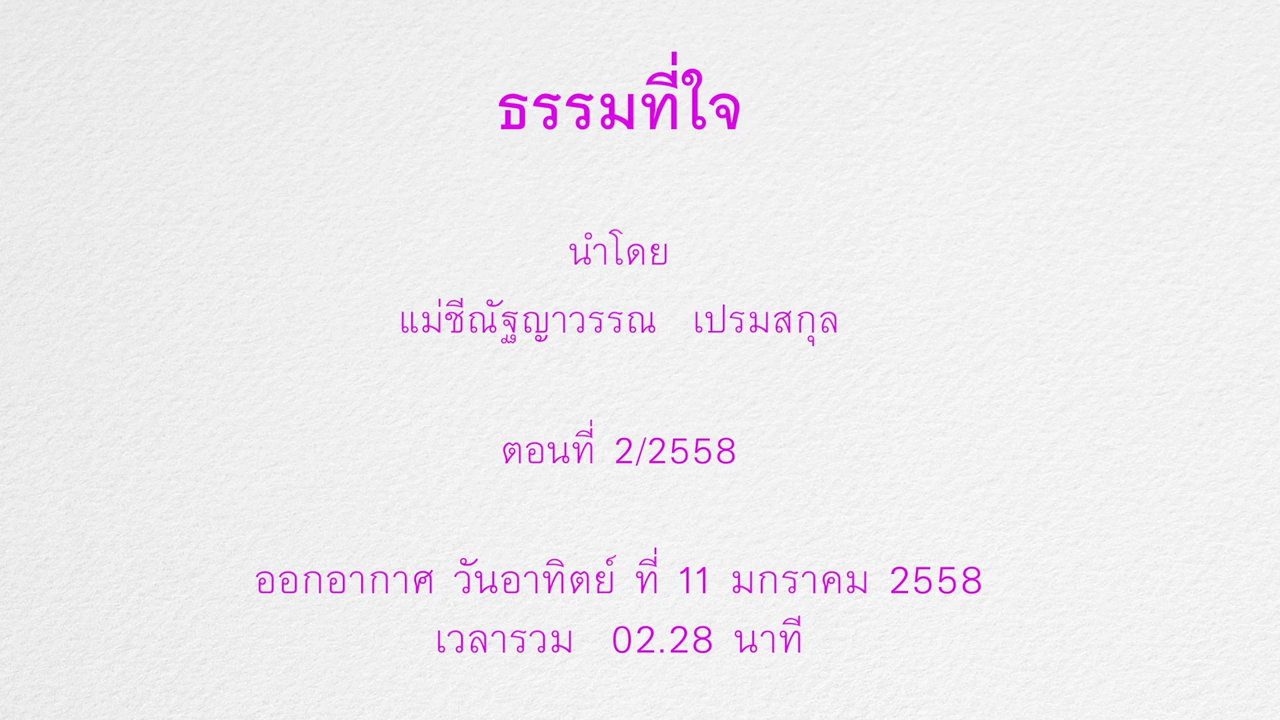 ธรรมที่ใจ
นำโดย
แม่ชีณัฐญาวรรณ เปรมสกุล
ตอนที่ 2/2558
ออกอากาศ วันอาทิตย์ ที่ 11 มกราคม 2558
เวลารวม 02.28 นาที